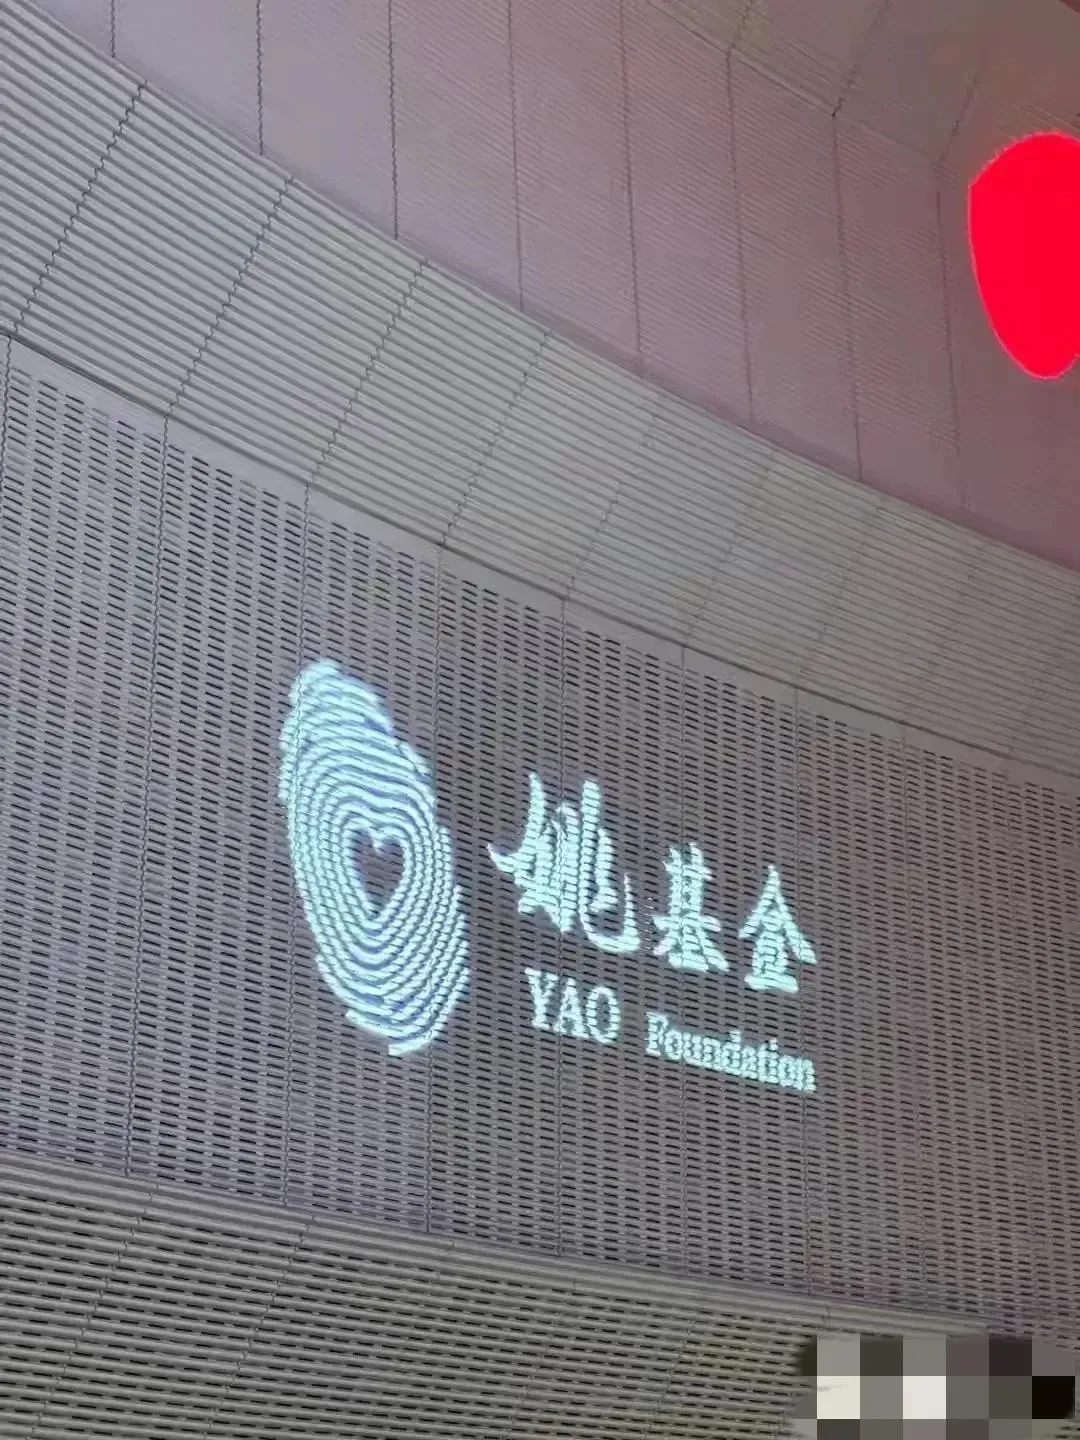 姚基金
YAO Foundation